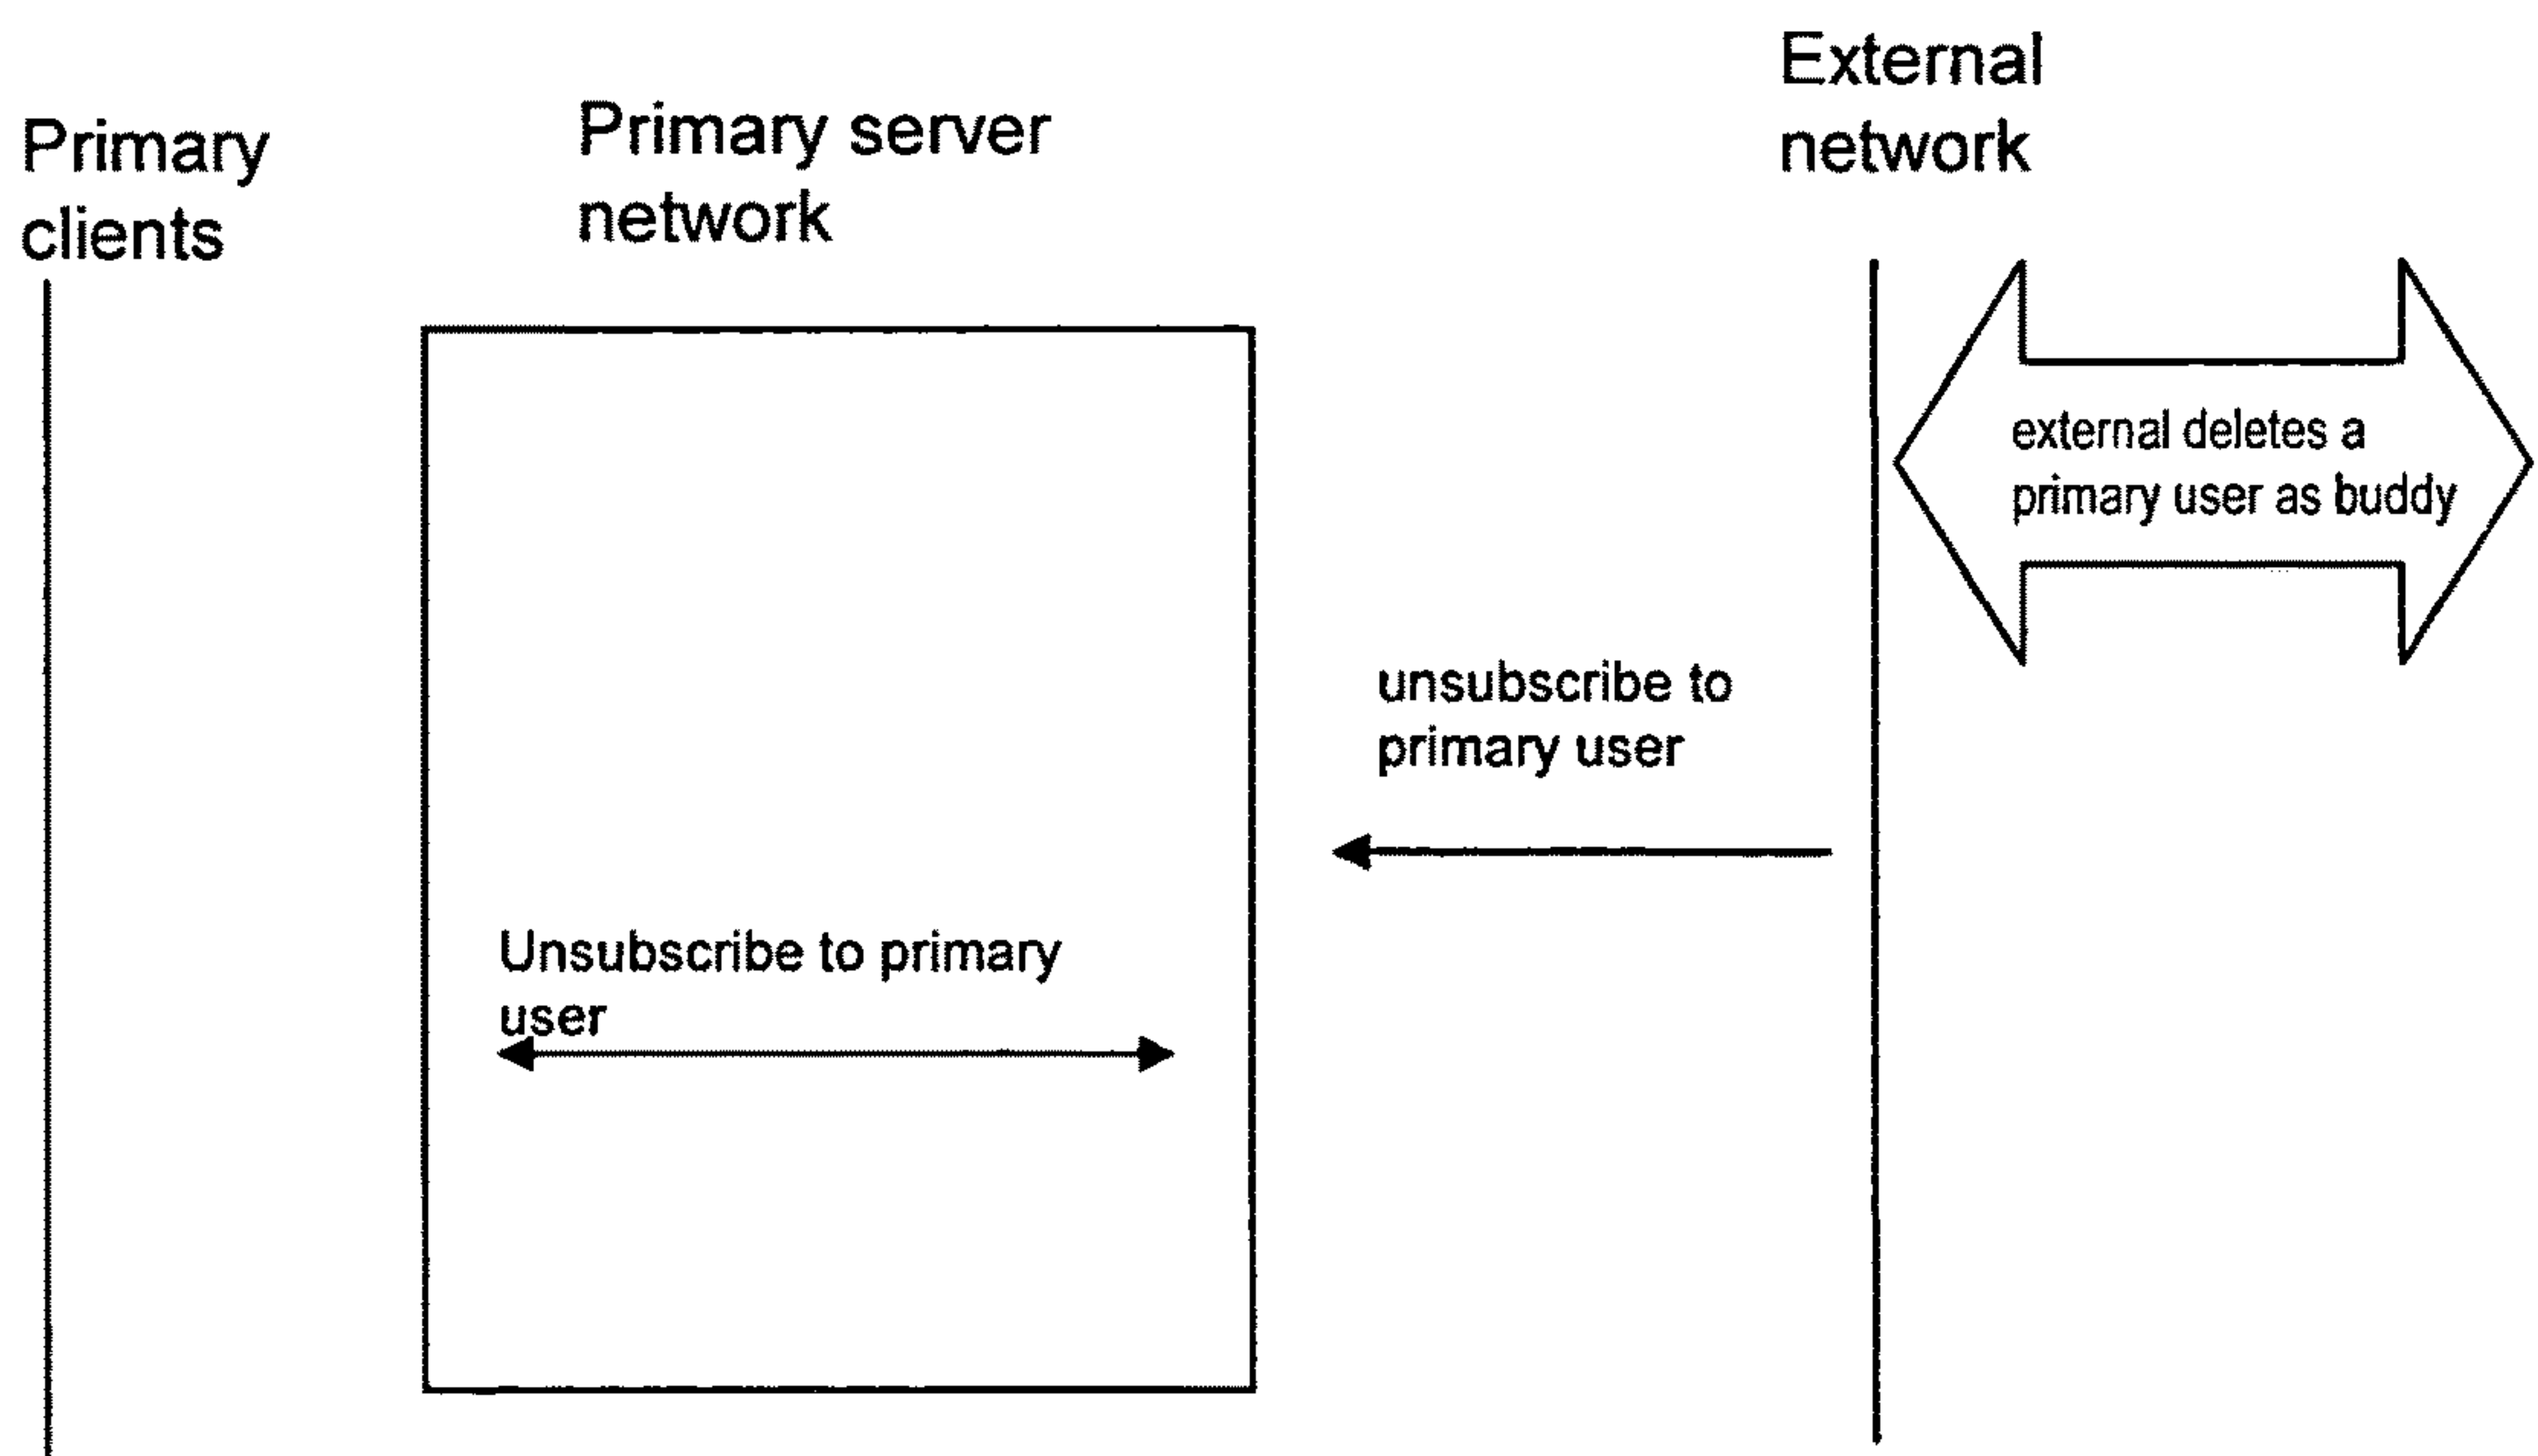 Primary
clients
Primary server
network
External
network
external deletes a
primary user as buddy
unsubscribe to
primary user
Unsubscribe to primary
user